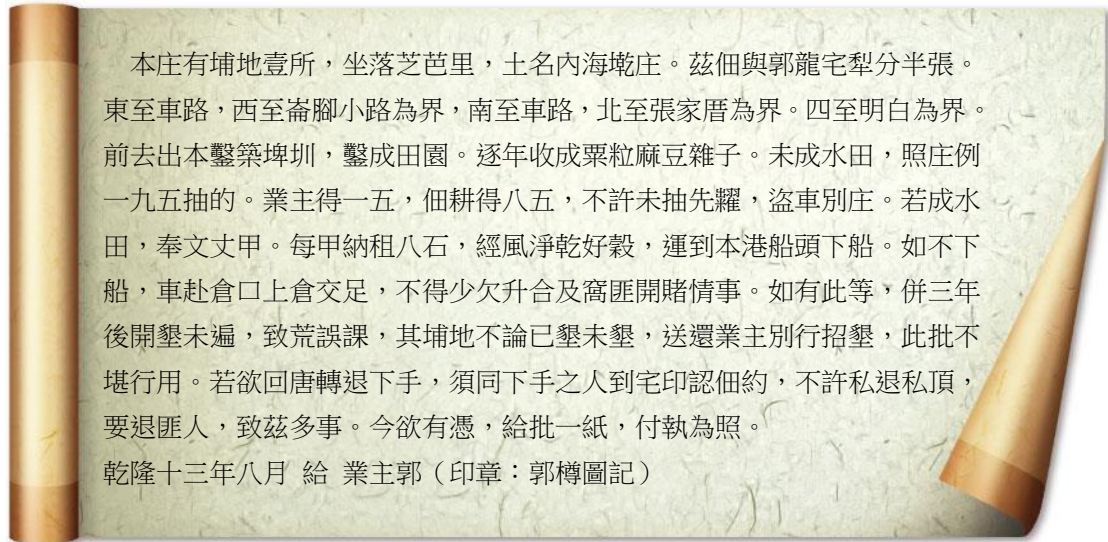 本庄有埔地壹所，坐落芝芭里，土名內海墘庄。茲佃與郭龍宅犁分半張。
東至車路，西至崙腳小路為界，南至車路，北至張家厝為界。四至明白為界。
前去出本鑿築埤圳，鑿成田園。逐年收成粟粒麻豆雜子。未成水田，照庄例
一九五抽的。業主得一五，佃耕得八五，不許未抽先糶，盜車別庄。若成水
田，奉文丈甲。每甲納租八石，經風淨乾好穀，運到本港船頭下船。如不下
船，車赴倉口上倉交足，不得少欠升合及窩匪開賭情事。如有此等，併三年
後開墾未遍，致荒誤課，其埔地不論已墾未墾，送還業主別行招墾，此批不
堪行用。若欲回唐轉退下手，須同下手之人到宅印認佃約，不許私退私頂，
要退匪人，致茲多事。今欲有憑，給批一紙，付執為照。
乾隆十三年八月 給 業主郭（印章：郭樽圖記）